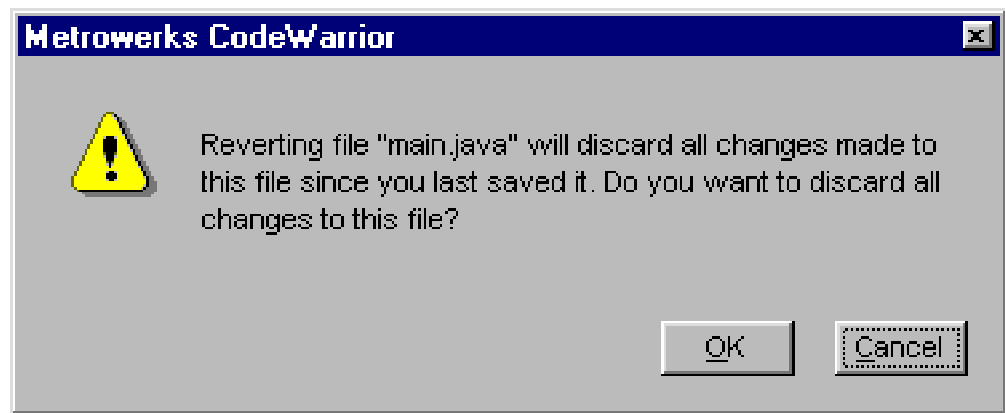 Metrowerks CodeWarrior
Reverting file "main.java" will discard all changes made to
this file since you last saved it. Do you want to discard all
changes to this file?
OK
Cancel